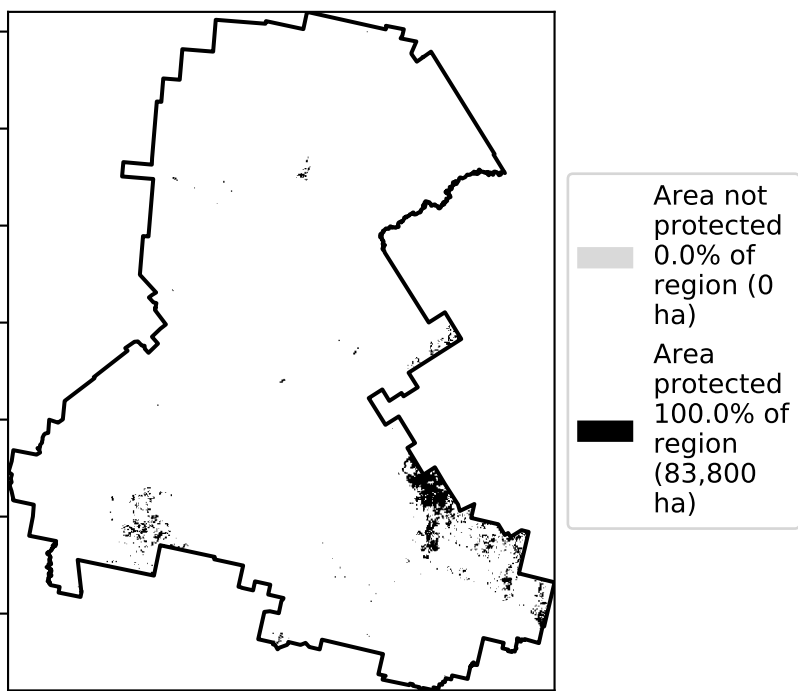 Area not
protected
0.0% of
region (0
ha)
Area
protected
100.0% of
region
(83,800
ha)